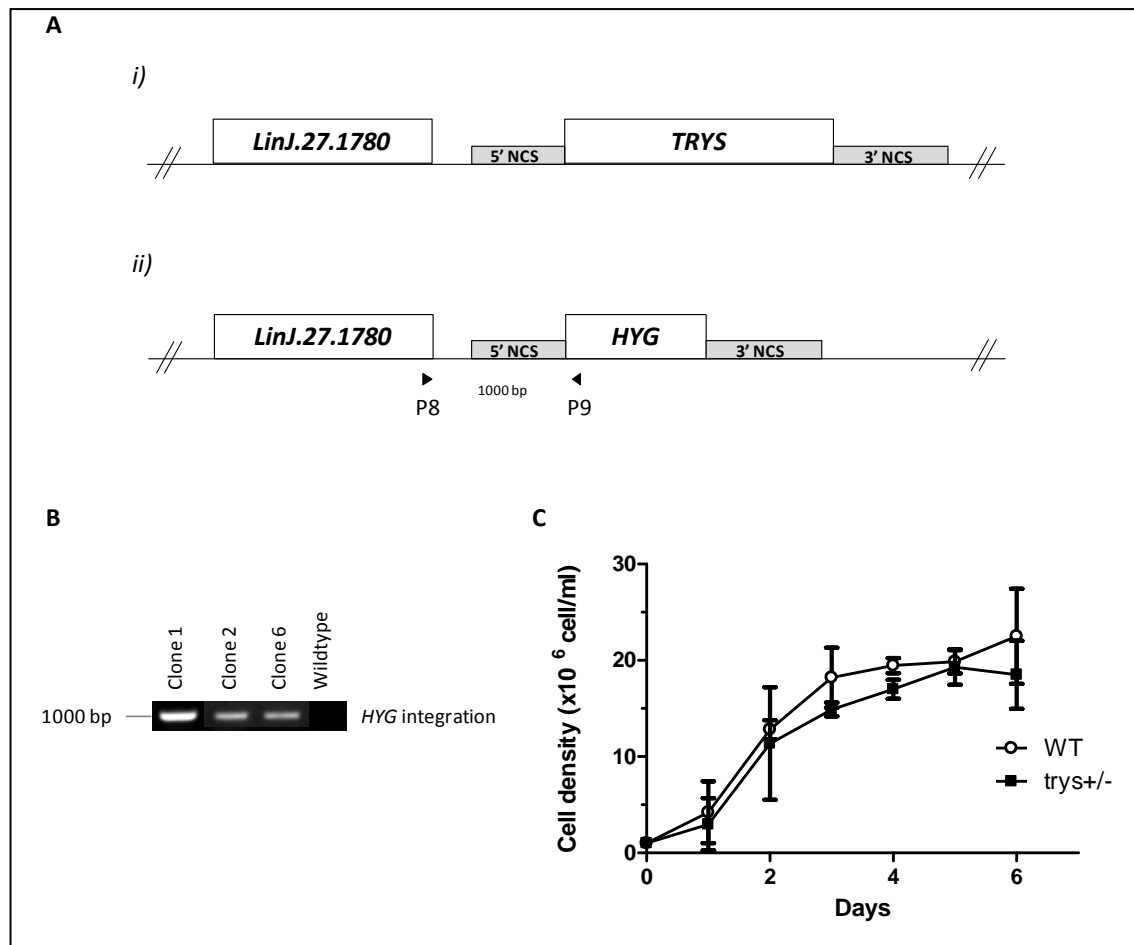 A
i)
LinJ.27.1780
5' NCS
TRYS
3' NCS
ii)
LinJ.27.1780
5' NCS
HYG
3' NCS
P8
1000 bp
P9
B
Clone 1
Clone 2
Clone 6
Wildtype
1000 bp
HYG integration
C
Cell density (x10 6 cell/ml)
30
20
10
0
0
2
4
6
Days
WT
trys+/-